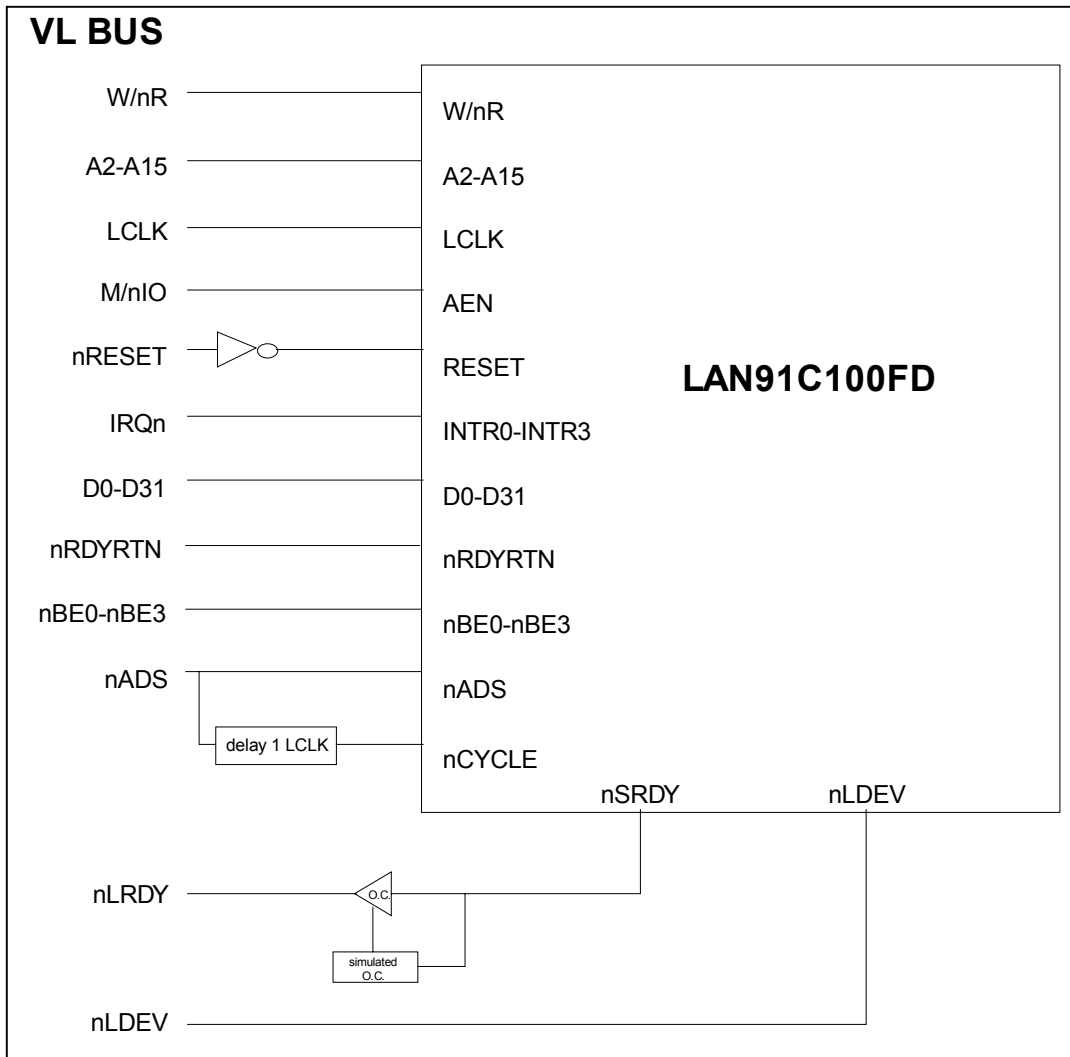 VL BUS
W/nR
W/nR
A2-A15
A2-A15
LCLK
LCLK
M/nIO
AEN
nRESET
RESET
LAN91C100FD
IRQn
INTR0-INTR3
D0-D31
D0-D31
nRDYRTN
nRDYRTN
nBE0-nBE3
nBE0-nBE3
nADS
nADS
delay 1 LCLK
nCYCLE
nSRDY
nLDEV
nLRDY
O.C.
simulated
O.C.
nLDEV